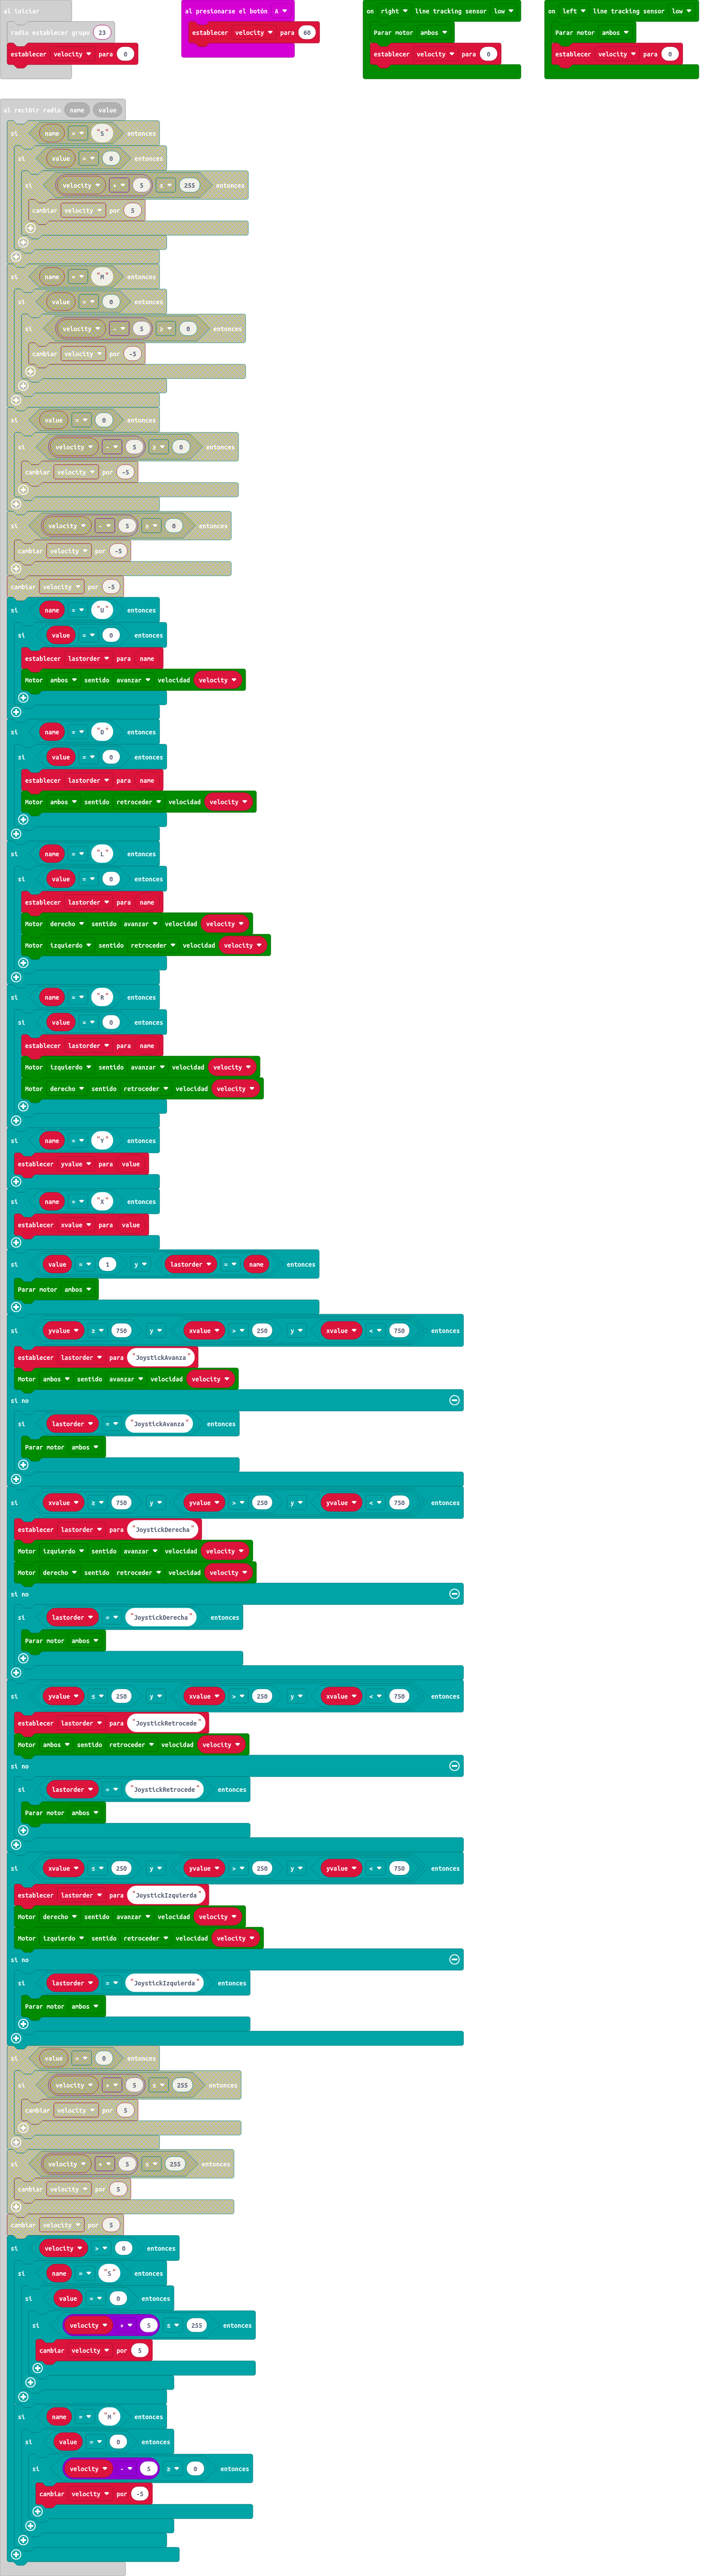 al iniciar
radio establecer grupo 23
establecer velocity para 0
al presionarse el botón A
establecer velocity para 60
on right line tracking sensor low
Parar motor ambos
establecer velocity para 0
on left line tracking sensor low
Parar motor ambos
establecer velocity para 0
al recibir radio name value
si name = "S" entonces
si value = 0 entonces
si velocity + 5 ≤ 255 entonces
cambiar velocity por 5
si name = "M" entonces
si value = 0 entonces
si velocity - 5 ≥ 0 entonces
cambiar velocity por -5
si value = 0 entonces
si velocity - 5 ≥ 0 entonces
cambiar velocity por -5
si velocity - 5 ≥ 0 entonces
cambiar velocity por -5
cambiar velocity por -5
si name = "U" entonces
si value = 0 entonces
establecer lastorder para name
Motor ambos sentido avanzar velocidad velocity
si name = "D" entonces
si value = 0 entonces
establecer lastorder para name
Motor ambos sentido retroceder velocidad velocity
si name = "L" entonces
si value = 0 entonces
establecer lastorder para name
Motor derecho sentido avanzar velocidad velocity
Motor izquierdo sentido retroceder velocidad velocity
si name = "R" entonces
si value = 0 entonces
establecer lastorder para name
Motor izquierdo sentido avanzar velocidad velocity
Motor derecho sentido retroceder velocidad velocity
si name = "Y" entonces
establecer yvalue para value
si name = "X" entonces
establecer xvalue para value
si value = 1 y lastorder = name entonces
Parar motor ambos
si yvalue ≥ 750 y xvalue > 250 y xvalue < 750 entonces
establecer lastorder para "JoystickAvanza"
Motor ambos sentido avanzar velocidad velocity
si no
si lastorder = "JoystickAvanza" entonces
Parar motor ambos
si xvalue ≥ 750 y yvalue > 250 y yvalue < 750 entonces
establecer lastorder para "JoystickDerecha"
Motor izquierdo sentido avanzar velocidad velocity
Motor derecho sentido retroceder velocidad velocity
si no
si lastorder = "JoystickDerecha" entonces
Parar motor ambos
si yvalue ≤ 250 y xvalue > 250 y xvalue < 750 entonces
establecer lastorder para "JoystickRetrocede"
Motor ambos sentido retroceder velocidad velocity
si no
si lastorder = "JoystickRetrocede" entonces
Parar motor ambos
si xvalue ≤ 250 y yvalue > 250 y yvalue < 750 entonces
establecer lastorder para "JoystickIzquierda"
Motor derecho sentido avanzar velocidad velocity
Motor izquierdo sentido retroceder velocidad velocity
si no
si lastorder = "JoystickIzquierda" entonces
Parar motor ambos
si value = 0 entonces
si velocity + 5 ≤ 255 entonces
cambiar velocity por 5
si velocity + 5 ≤ 255 entonces
cambiar velocity por 5
cambiar velocity por 5
si velocity > 0 entonces
si name = "S" entonces
si value = 0 entonces
si velocity + 5 ≤ 255 entonces
cambiar velocity por 5
si name = "M" entonces
si value = 0 entonces
si velocity - 5 ≥ 0 entonces
cambiar velocity por -5